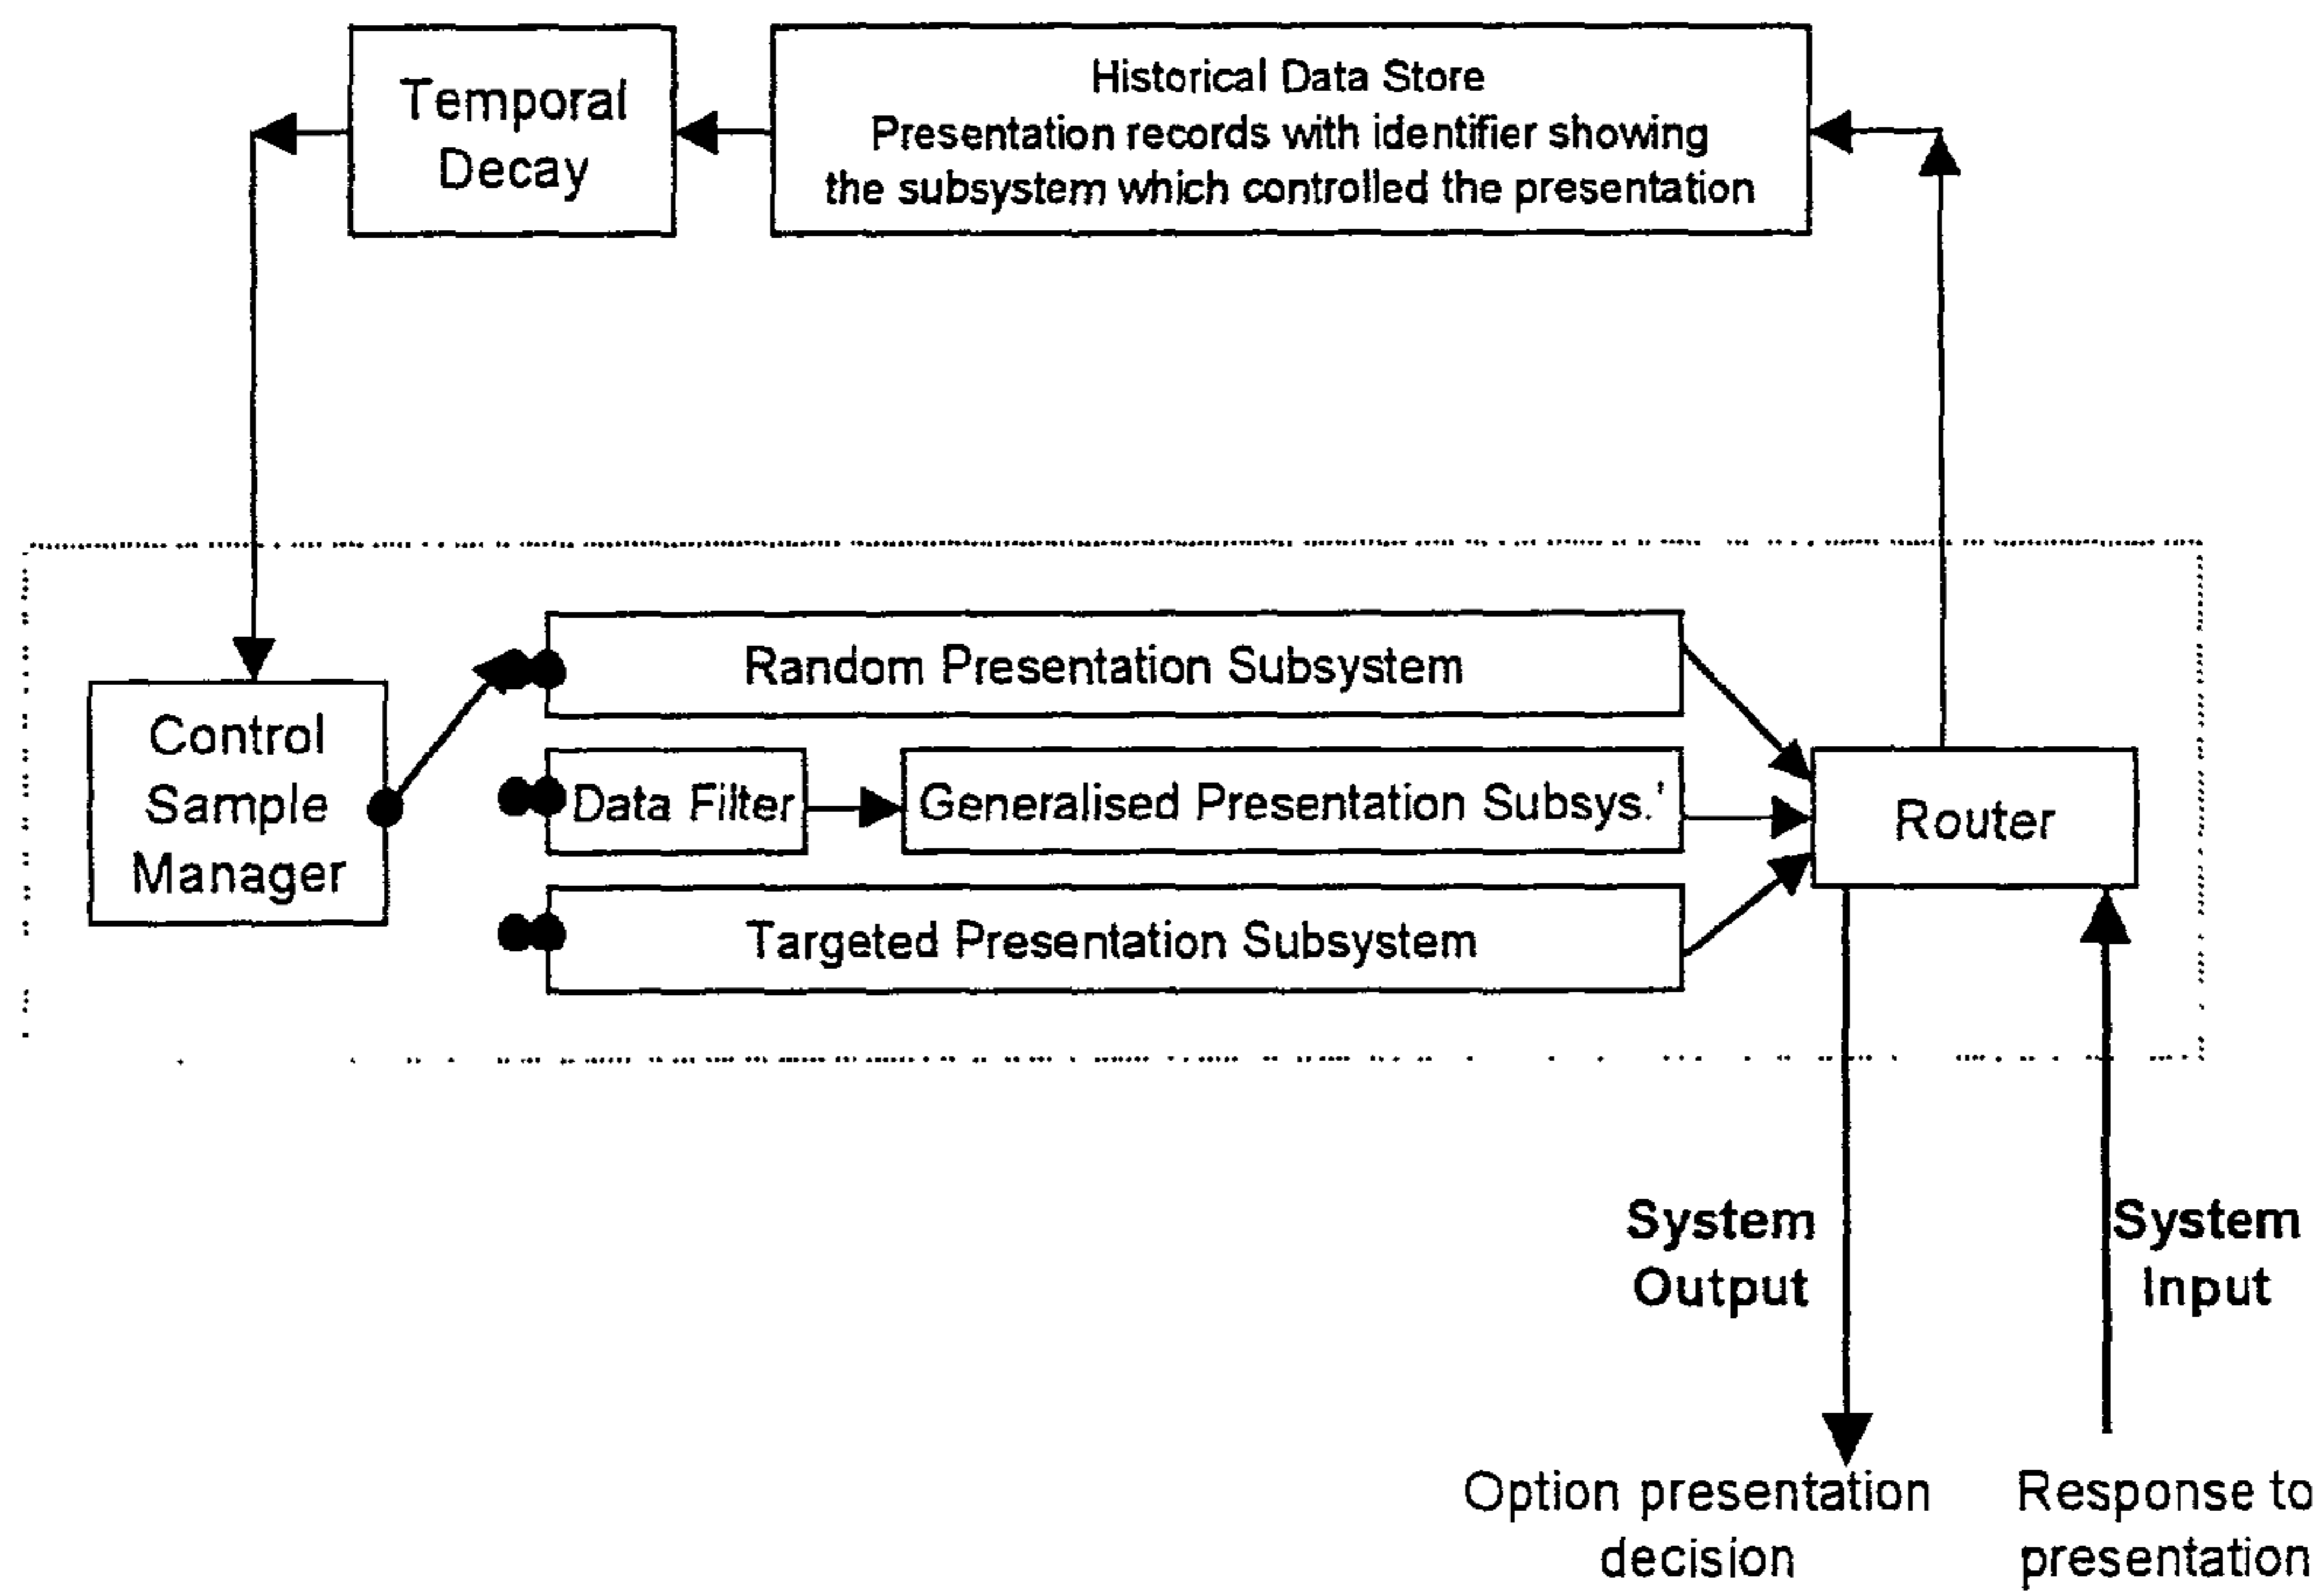 Temporal
Decay
Historical Data Store
Presentation records with identifier showing
the subsystem which controlled the presentation
Control
Sample
Manager
Random Presentation Subsystem
Data Filter
Generalised Presentation Subsys.'
Targeted Presentation Subsystem
Router
System
Output
System
Input
Option presentation
decision
Response to
presentation